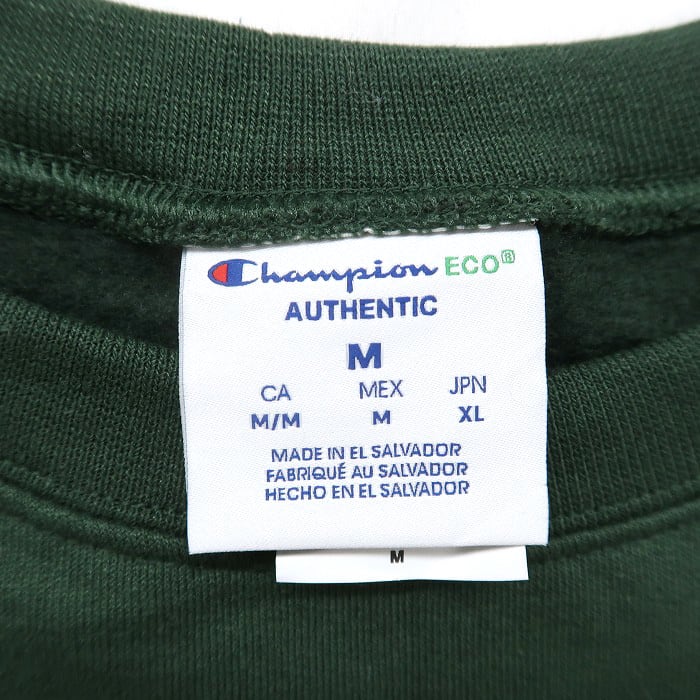 Champion ECO®
AUTHENTIC
M
CA MEX JPN
M/M M XL
MADE IN EL SALVADOR
FABRIQUÉ AU SALVADOR
HECHO EN EL SALVADOR
M